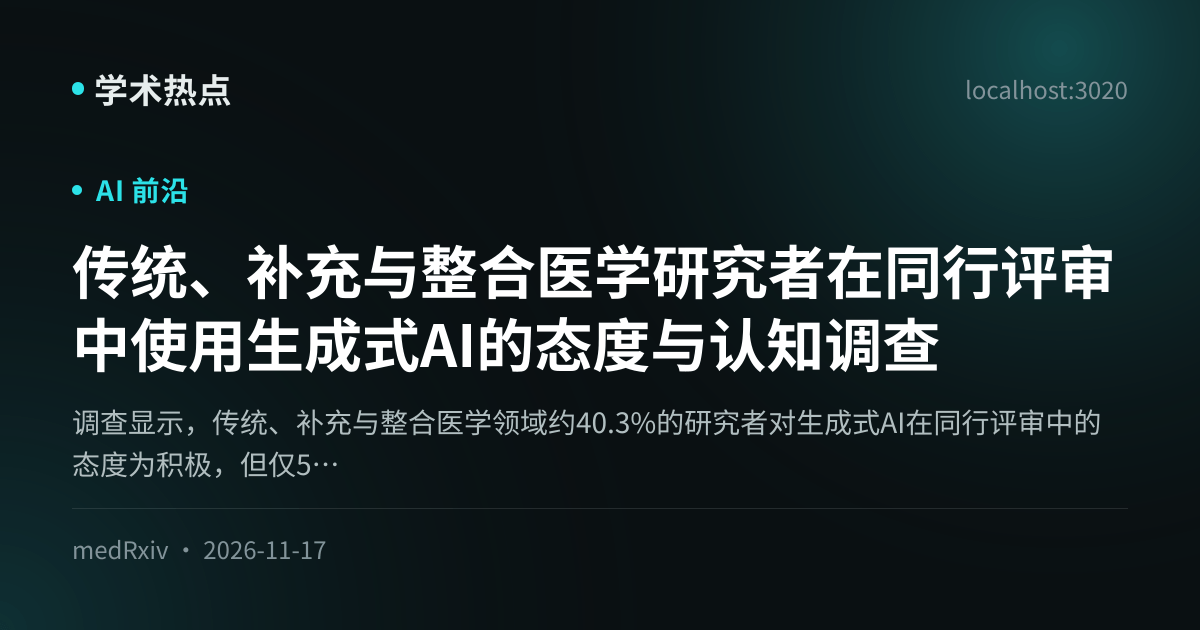 学术热点
localhost:3020
AI 前沿
传统、补充与整合医学研究者在同行评审
中使用生成式AI的态度与认知调查
调查显示，传统、补充与整合医学领域约40.3%的研究者对生成式AI在同行评审中的
态度为积极，但仅5…
medRxiv · 2026-11-17